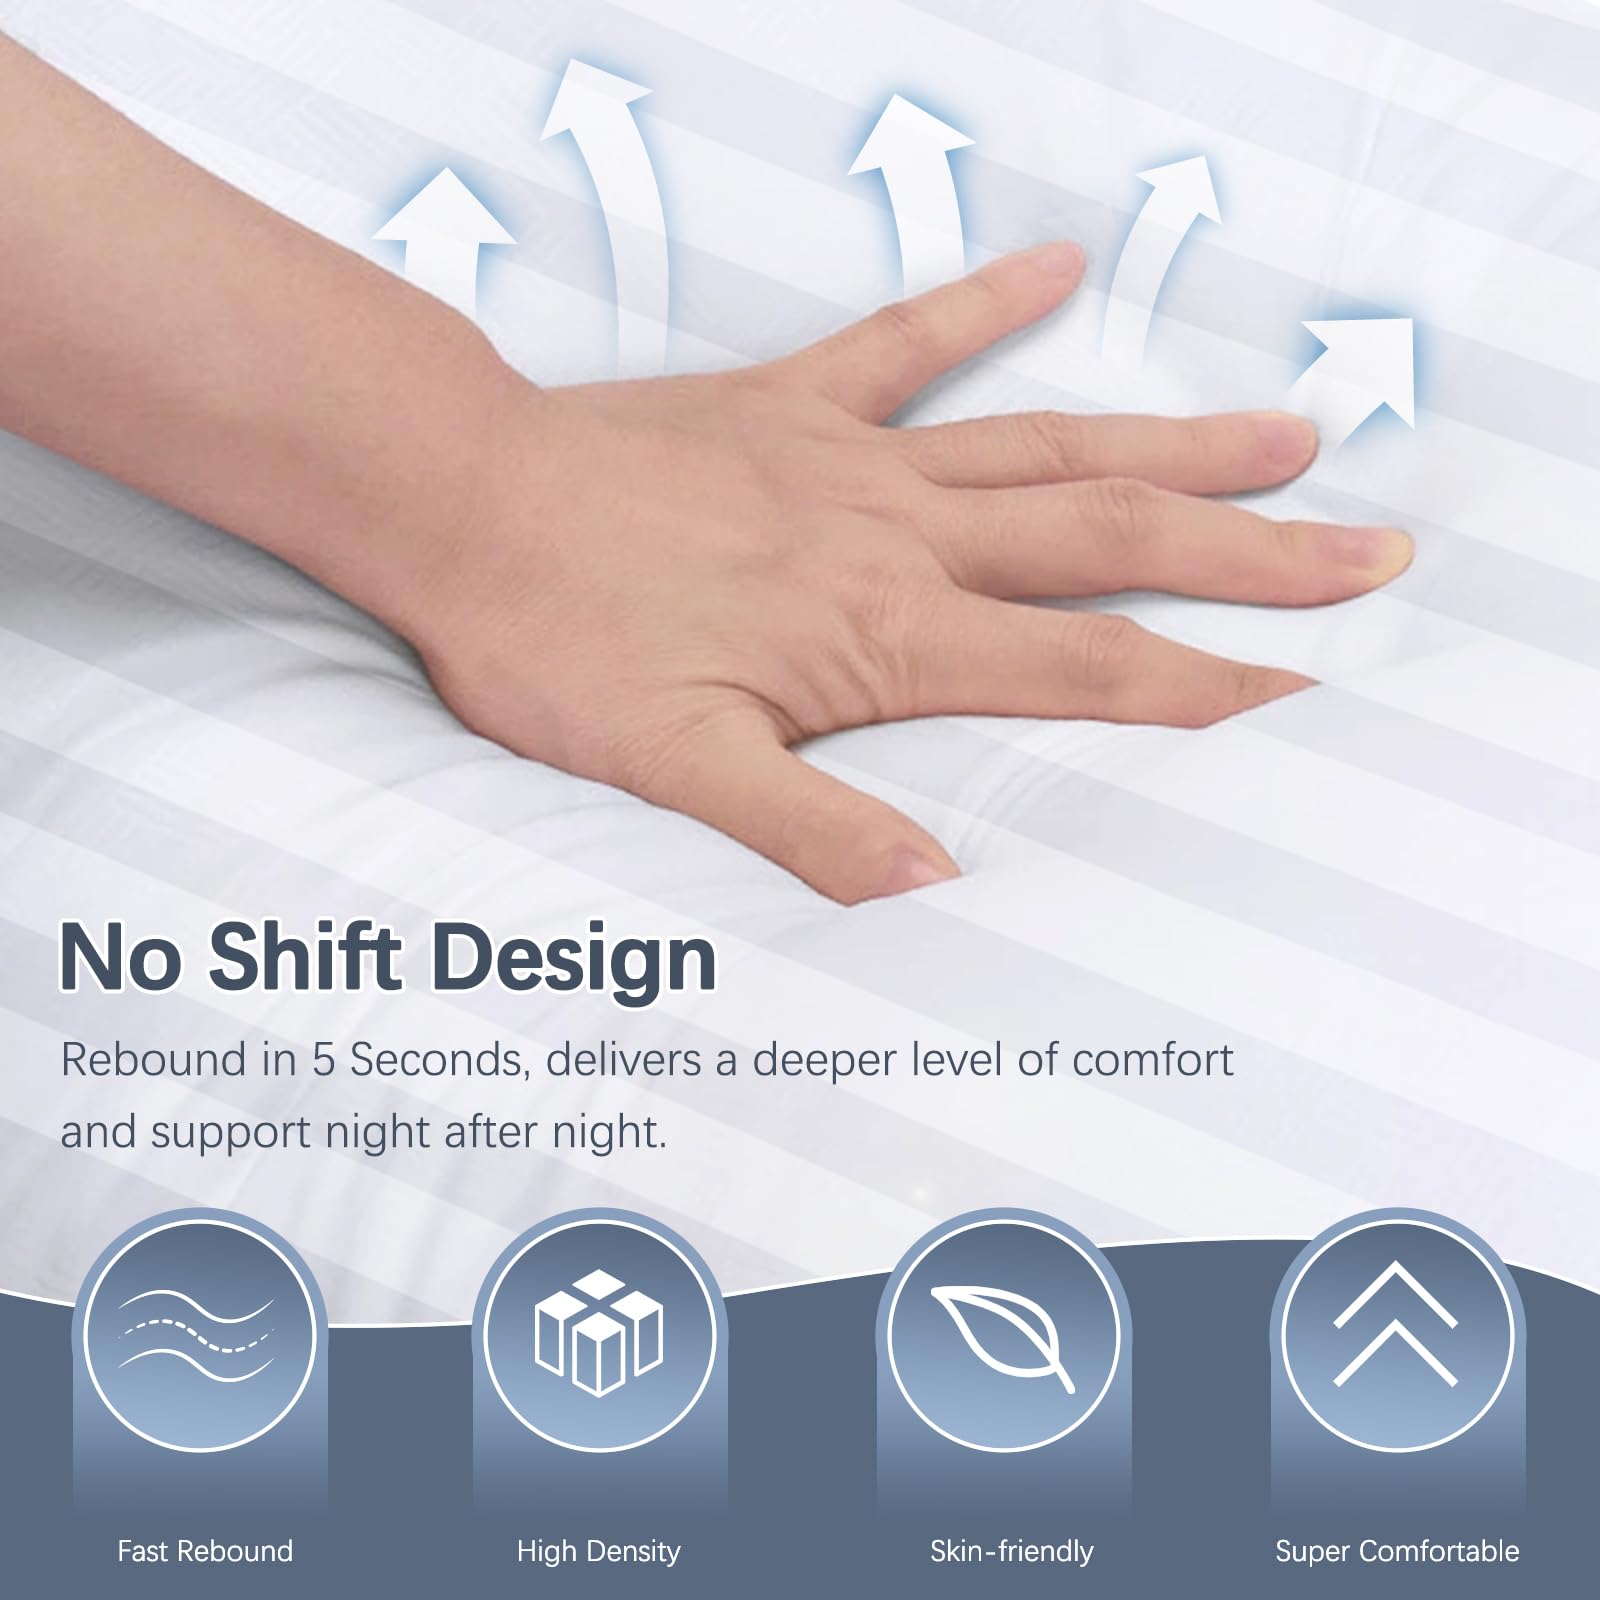 No Shift Design
Rebound in 5 Seconds, delivers a deeper level of comfort
and support night after night.
Fast Rebound
High Density
Skin-friendly
Super Comfortable